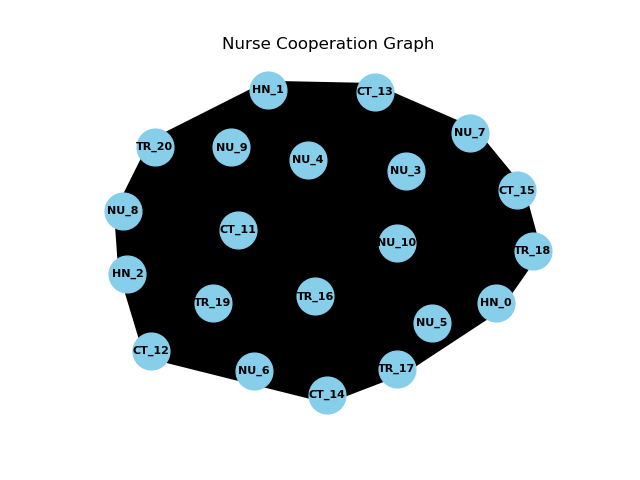 Nurse Cooperation Graph
HN_1
CT_13
NU_7
TR_20
NU_9
NU_4
NU_3
CT_15
NU_8
CT_11
NU_10
TR_18
HN_2
TR_19
TR_16
HN_0
NU_5
CT_12
NU_6
TR_17
CT_14